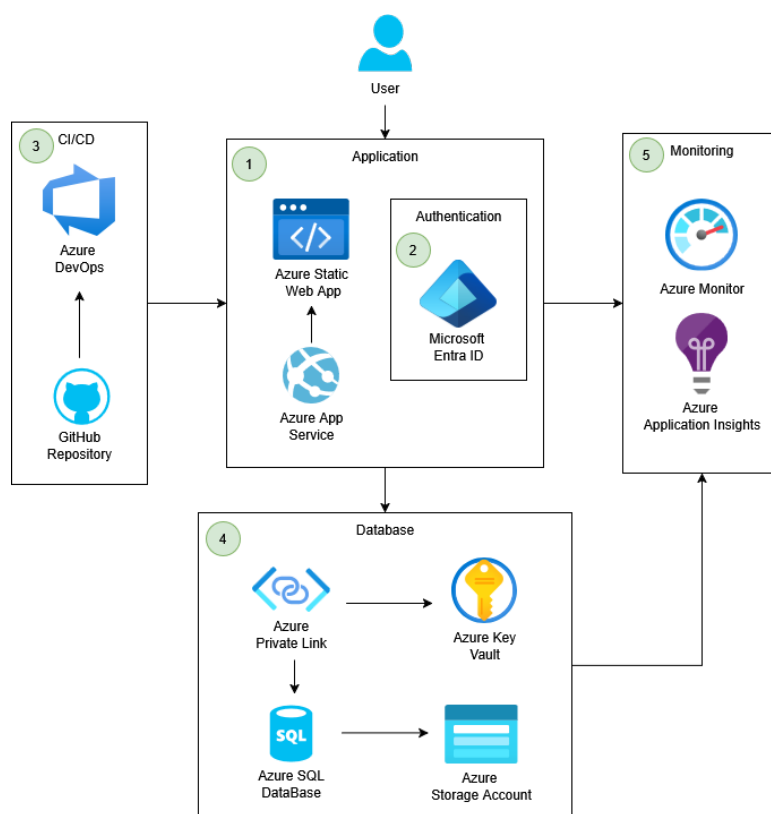 User
3
CI/CD
Azure
DevOps
GitHub
Repository
1
Application
Azure Static
Web App
Azure App
Service
Authentication
2
Microsoft
Entra ID
5
Monitoring
Azure Monitor
Azure
Application Insights
4
Database
Azure
Private Link
Azure Key
Vault
SQL
Azure SQL
DataBase
Azure
Storage Account